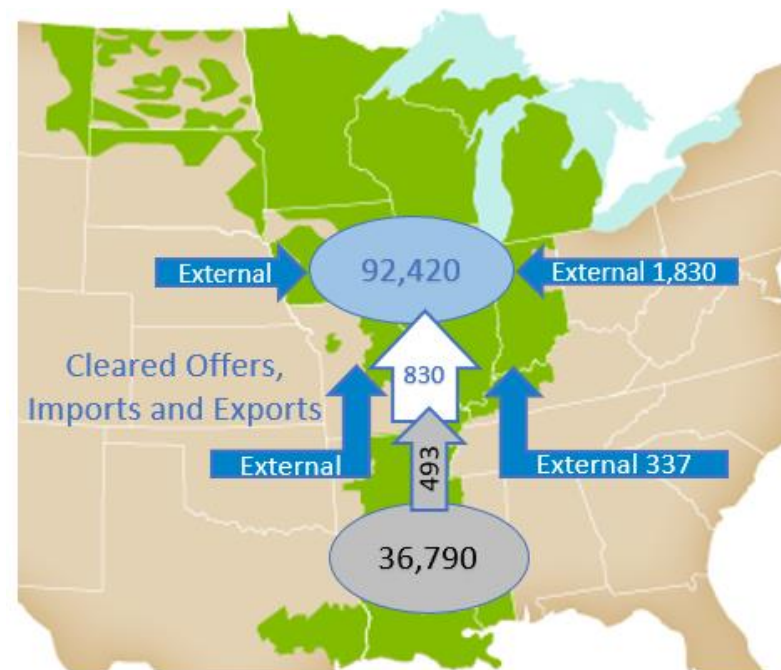 92,420
External
External 1,830
Cleared Offers,
Imports and Exports
830
External
493
External 337
36,790